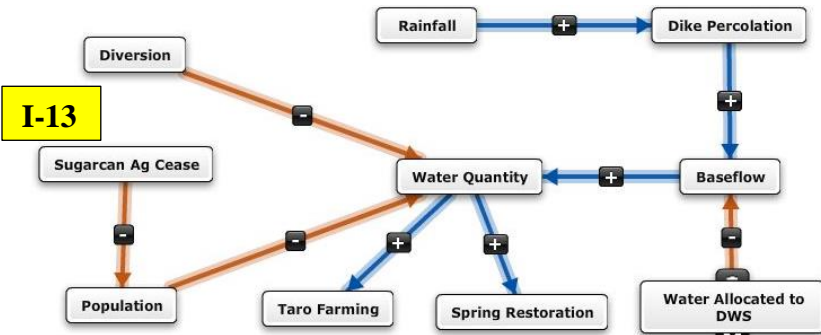 Rainfall
+
Dike Percolation
Diversion
+
I-13
-
Sugarcan Ag Cease
Water Quantity
+
Baseflow
-
-
+
+
-
Population
Taro Farming
Spring Restoration
Water Allocated to
DWS